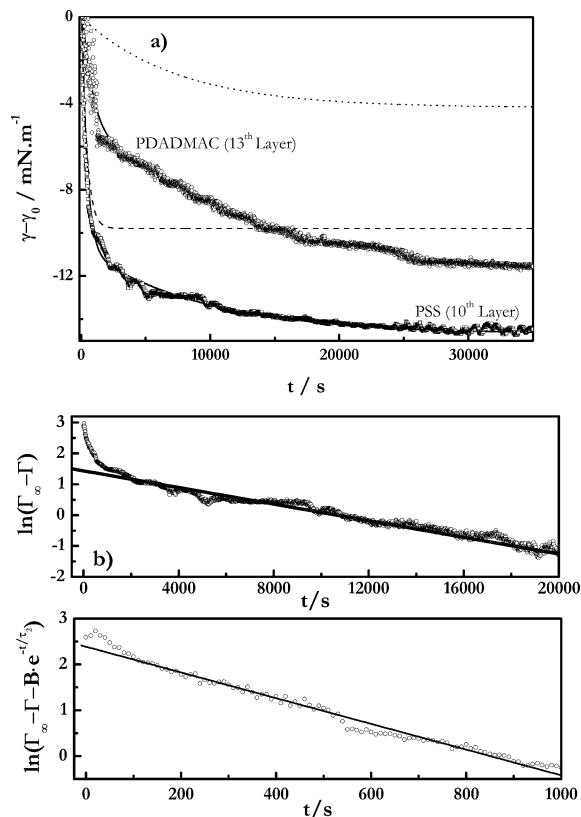 a)
0
-4
-8
-12
γ−γ₀ / mN.m⁻¹
PDADMAC (13ᵗʰ Layer)
PSS (10ᵗʰ Layer)
0 10000 20000 30000
t / s
3
2
1
0
-1
-2
ln(Γ∞−Γ)
b)
0 4000 8000 12000 16000 20000
t/s
3
2
1
0
ln(Γ∞−Γ−B·e^(-t/τ₂))
0 200 400 600 800 1000
t/s